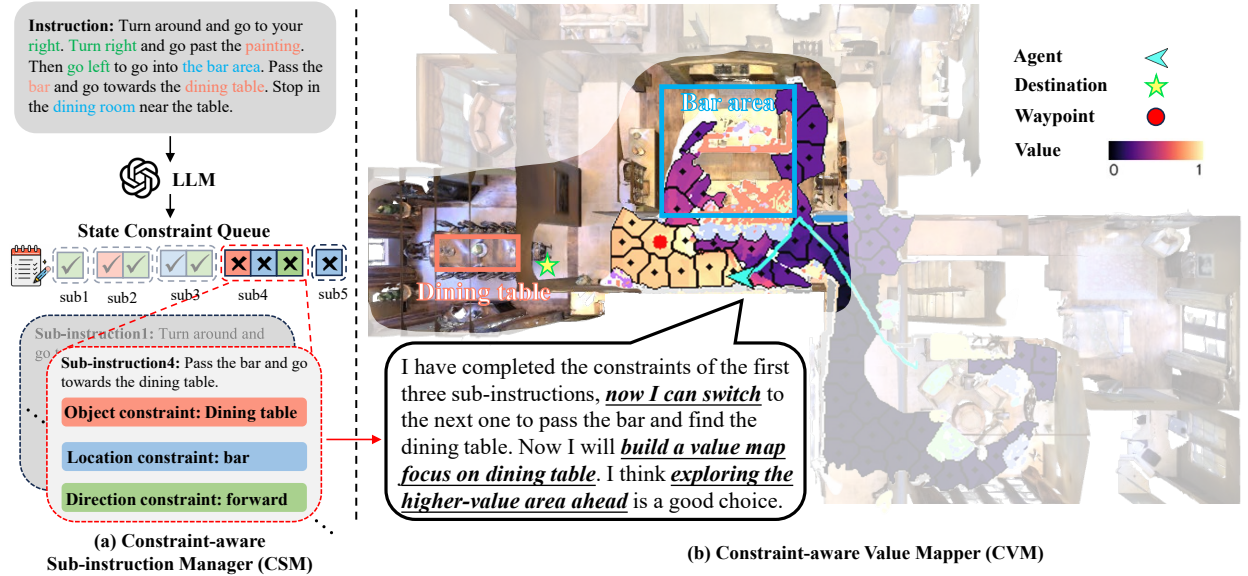 Instruction: Turn around and go to your
right. Turn right and go past the painting.
Then go left to go into the bar area. Pass the
bar and go towards the dining table. Stop in
the dining room near the table.
LLM
State Constraint Queue
sub1
sub2
sub3
sub4
sub5
Sub-instruction1: Turn around and
go t
Sub-instruction4: Pass the bar and go
towards the dining table.
Object constraint: Dining table
Location constraint: bar
Direction constraint: forward
(a) Constraint-aware
Sub-instruction Manager (CSM)
Bar area
Dining table
Agent
Destination
Waypoint
Value
0
1
I have completed the constraints of the first
three sub-instructions, now I can switch to
the next one to pass the bar and find the
dining table. Now I will build a value map
focus on dining table. I think exploring the
higher-value area ahead is a good choice.
(b) Constraint-aware Value Mapper (CVM)